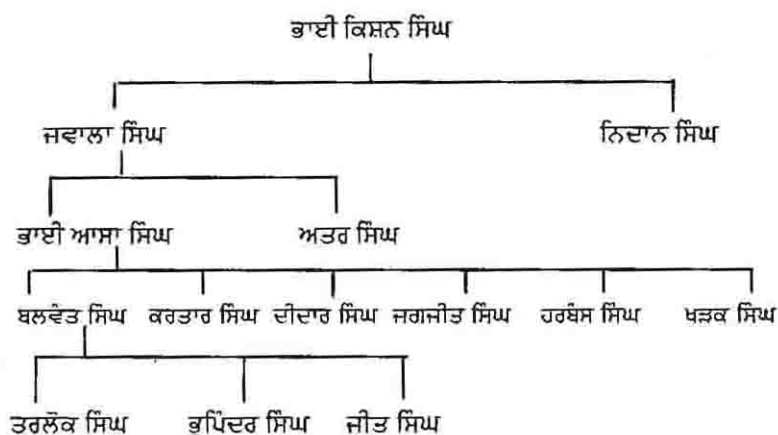 ਭਾਈ ਕਿਸ਼ਨ ਸਿੰਘ
ਜਵਾਲਾ ਸਿੰਘ ਨਿਦਾਨ ਸਿੰਘ
ਭਾਈ ਆਸਾ ਸਿੰਘ ਅਤਰ ਸਿੰਘ
ਬਲਵੰਤ ਸਿੰਘ ਕਰਤਾਰ ਸਿੰਘ ਦੀਦਾਰ ਸਿੰਘ ਜਗਜੀਤ ਸਿੰਘ ਹਰਬੰਸ ਸਿੰਘ ਖੜਕ ਸਿੰਘ
ਤਰਲੋਕ ਸਿੰਘ ਭੁਪਿੰਦਰ ਸਿੰਘ ਜੀਤ ਸਿੰਘ